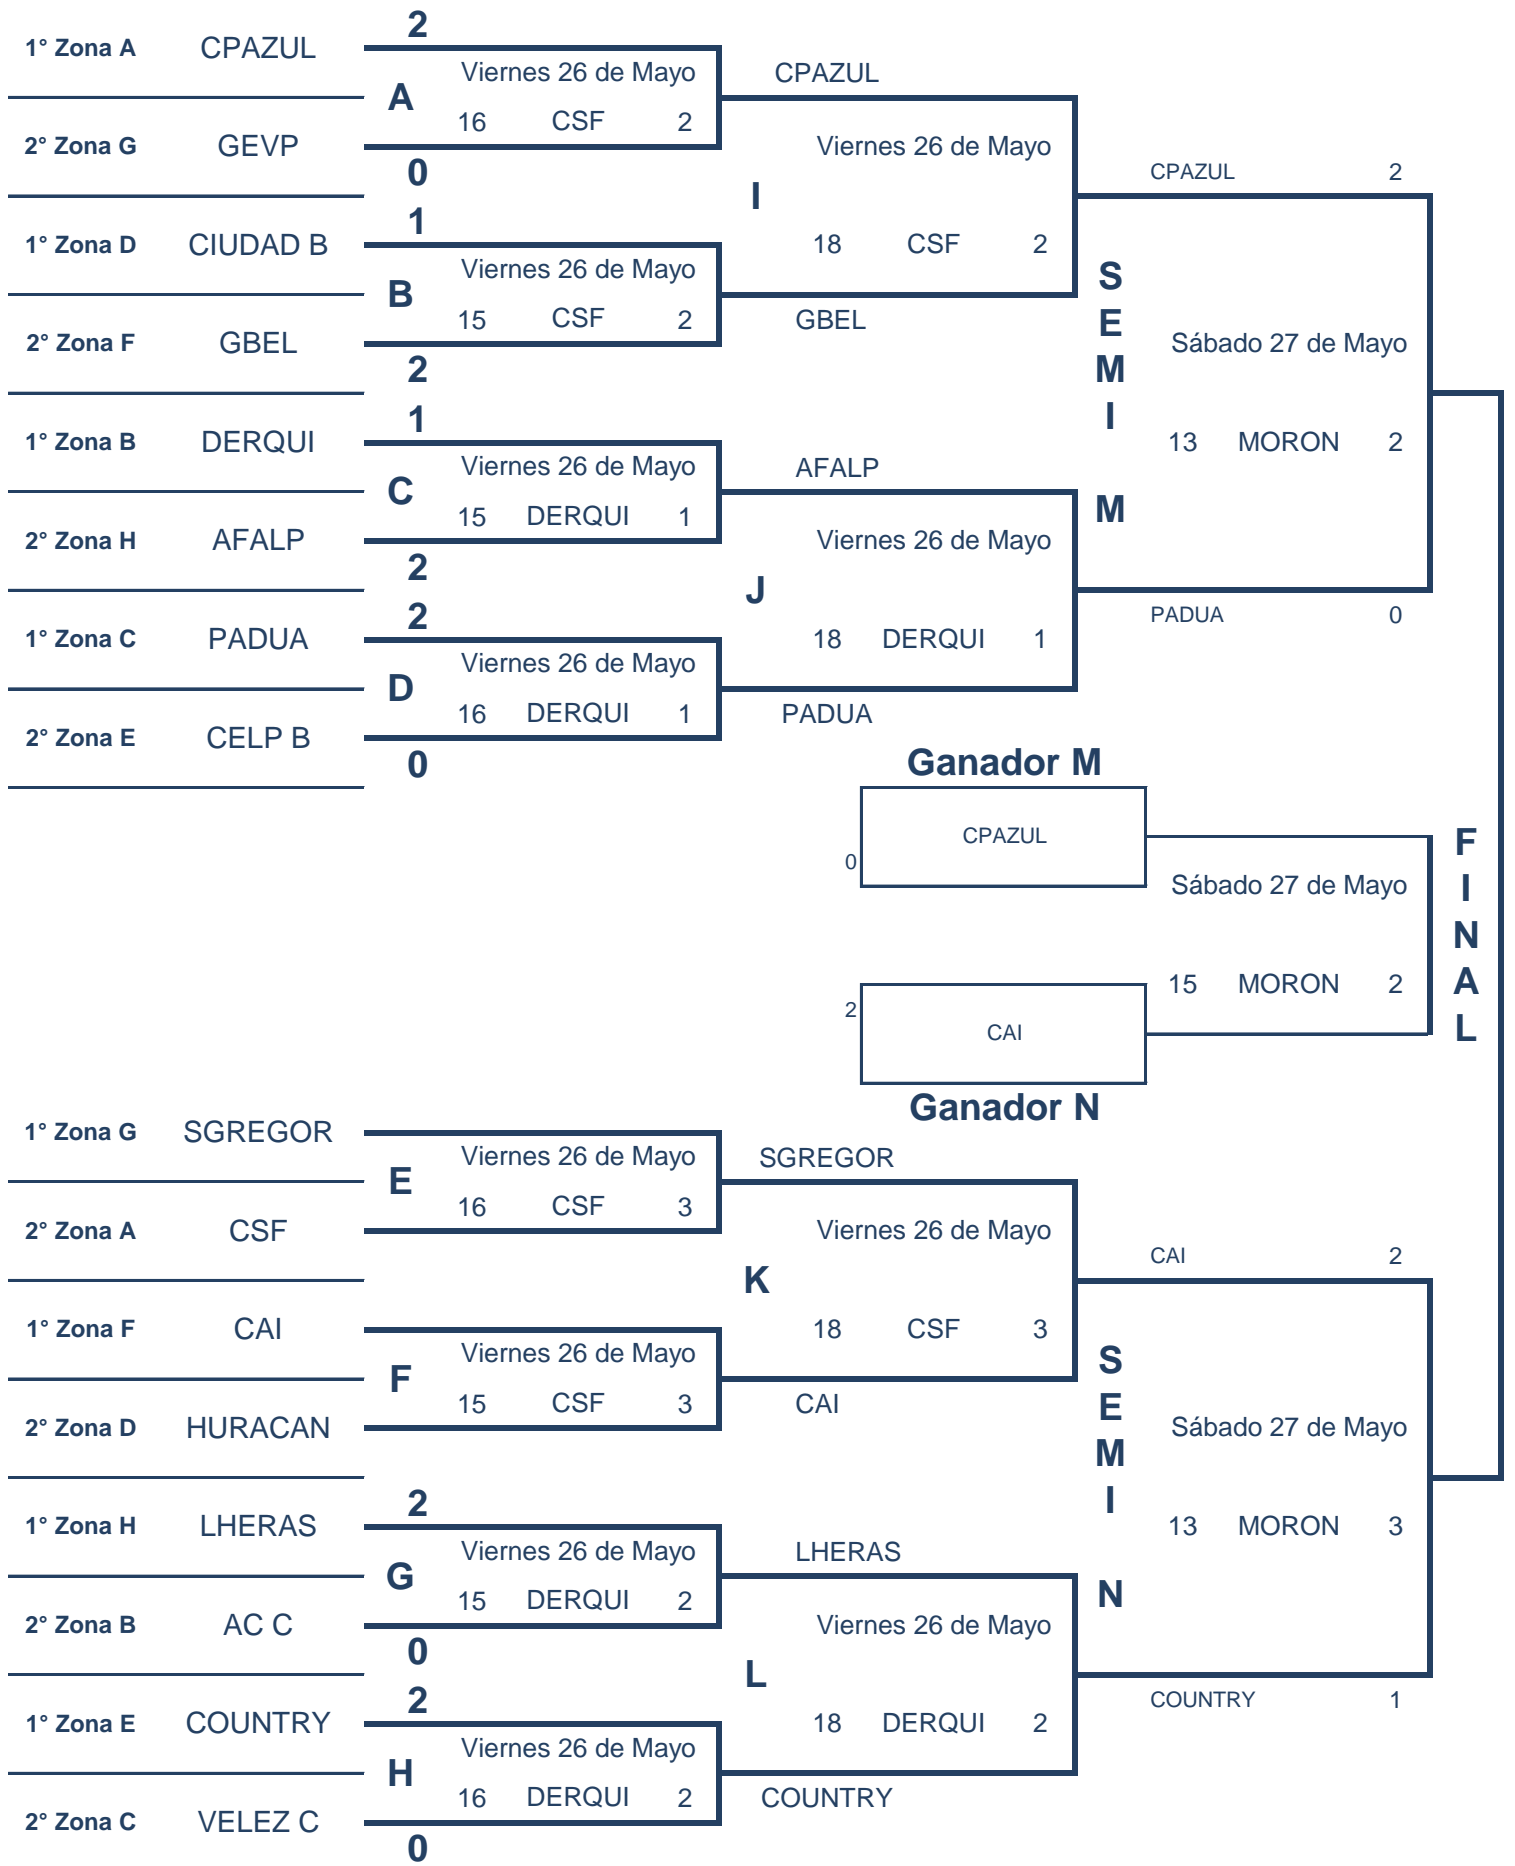 2
1° Zona A CPAZUL
Viernes 26 de Mayo
CPAZUL
A
16 CSF 2
2° Zona G GEVP
Viernes 26 de Mayo
0
CPAZUL 2
I
1
1° Zona D CIUDAD B
18 CSF 2
Viernes 26 de Mayo
B
15 CSF 2
GBEL
2° Zona F GBEL
2
S
E
M
I
M
Sábado 27 de Mayo
13 MORON 2
1
1° Zona B DERQUI
Viernes 26 de Mayo
AFALP
C
15 DERQUI 1
2° Zona H AFALP
Viernes 26 de Mayo
2
J
2
PADUA 0
1° Zona C PADUA
18 DERQUI 1
Viernes 26 de Mayo
D
16 DERQUI 1
PADUA
2° Zona E CELP B
0
Ganador M
CPAZUL
0
F
I
N
A
L
Sábado 27 de Mayo
15 MORON 2
2
CAI
Ganador N
1° Zona G SGREGOR
Viernes 26 de Mayo
SGREGOR
E
16 CSF 3
2° Zona A CSF
Viernes 26 de Mayo
CAI 2
K
1° Zona F CAI
18 CSF 3
Viernes 26 de Mayo
F
15 CSF 3
CAI
2° Zona D HURACAN
S
E
M
I
N
Sábado 27 de Mayo
13 MORON 3
2
1° Zona H LHERAS
Viernes 26 de Mayo
LHERAS
G
15 DERQUI 2
2° Zona B AC C
Viernes 26 de Mayo
0
L
2
COUNTRY 1
1° Zona E COUNTRY
18 DERQUI 2
Viernes 26 de Mayo
H
16 DERQUI 2
COUNTRY
2° Zona C VELEZ C
0